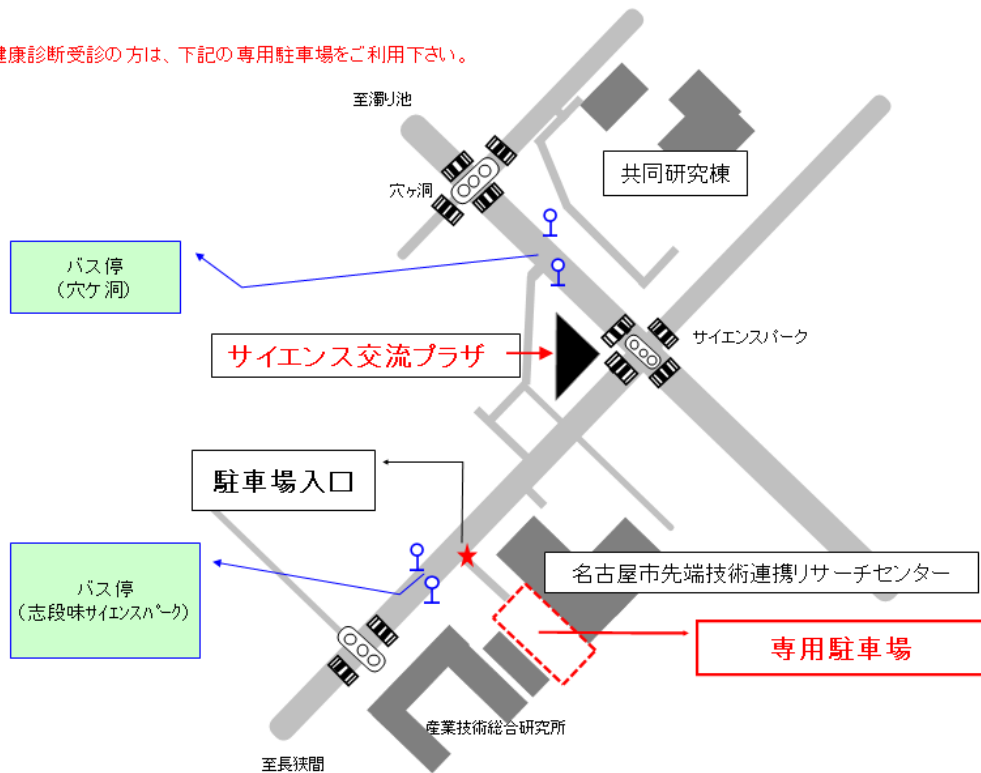 健康診断受診の方は、下記の専用駐車場をご利用下さい。
至濁り池
共同研究棟
穴ヶ洞
バス停
(穴ケ洞)
サイエンスパーク
サイエンス交流プラザ
駐車場入口
名古屋市先端技術連携リサーチセンター
バス停
(志段味サイエンスパーク)
専用駐車場
産業技術総合研究所
至長狭間